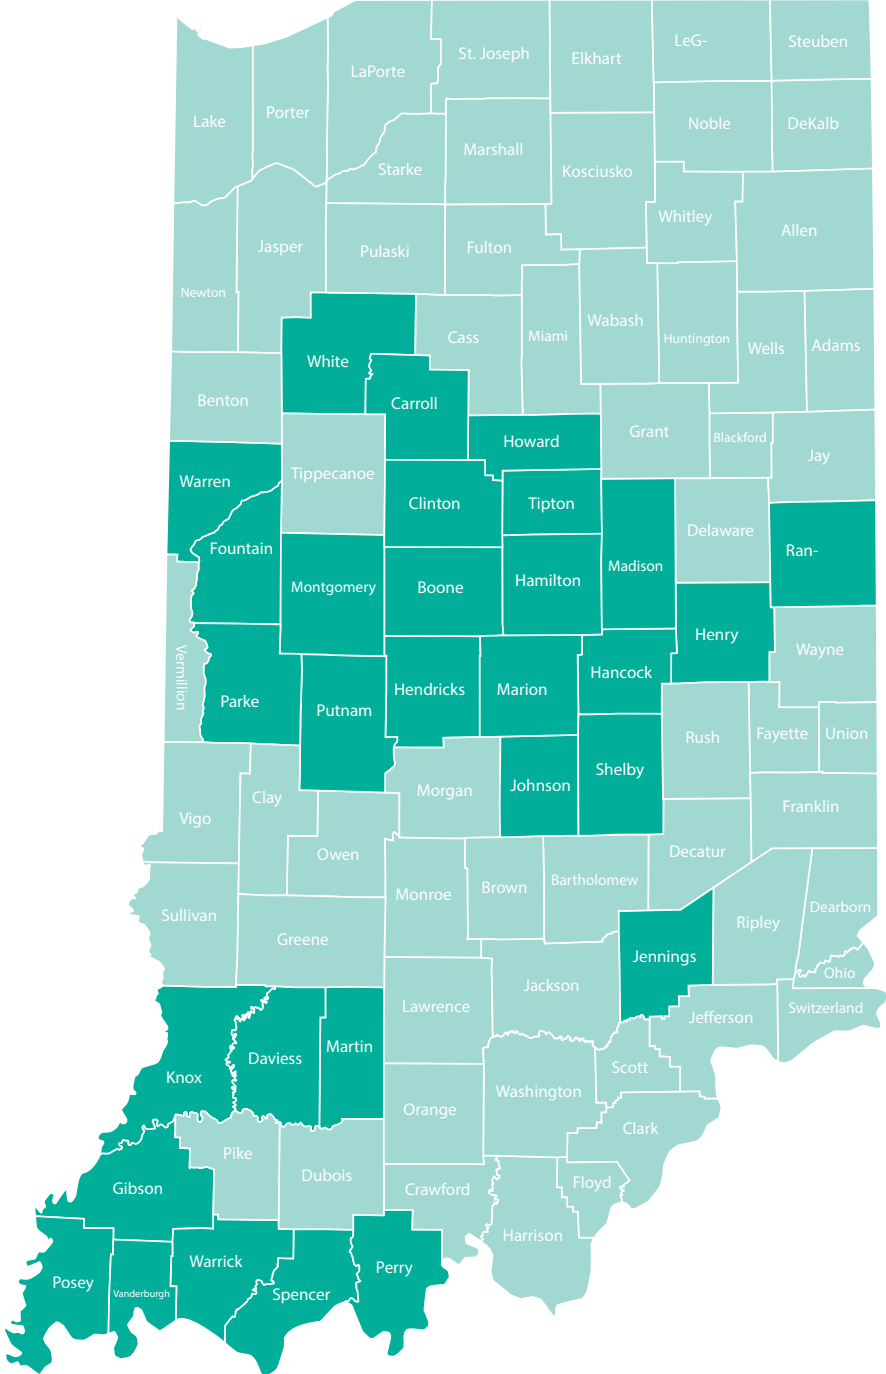 LeG-
Steuben
St. Joseph
Elkhart
LaPorte
Porter
Lake
Noble
DeKalb
Marshall
Starke
Kosciusko
Whitley
Allen
Jasper
Pulaski
Fulton
Newton
White
Cass
Miami
Wabash
Huntington
Wells
Adams
Benton
Carroll
Howard
Grant
Blackford
Jay
Warren
Tippecanoe
Clinton
Tipton
Delaware
Ran-
Fountain
Montgomery
Boone
Hamilton
Madison
Henry
Wayne
Vermillion
Parke
Putnam
Hendricks
Marion
Hancock
Rush
Fayette
Union
Vigo
Clay
Morgan
Johnson
Shelby
Franklin
Owen
Decatur
Monroe
Brown
Bartholomew
Dearborn
Ripley
Sullivan
Greene
Jennings
Ohio
Lawrence
Jackson
Switzerland
Jefferson
Knox
Daviess
Martin
Scott
Washington
Orange
Clark
Pike
Dubois
Gibson
Crawford
Floyd
Harrison
Posey
Vanderburgh
Warrick
Spencer
Perry